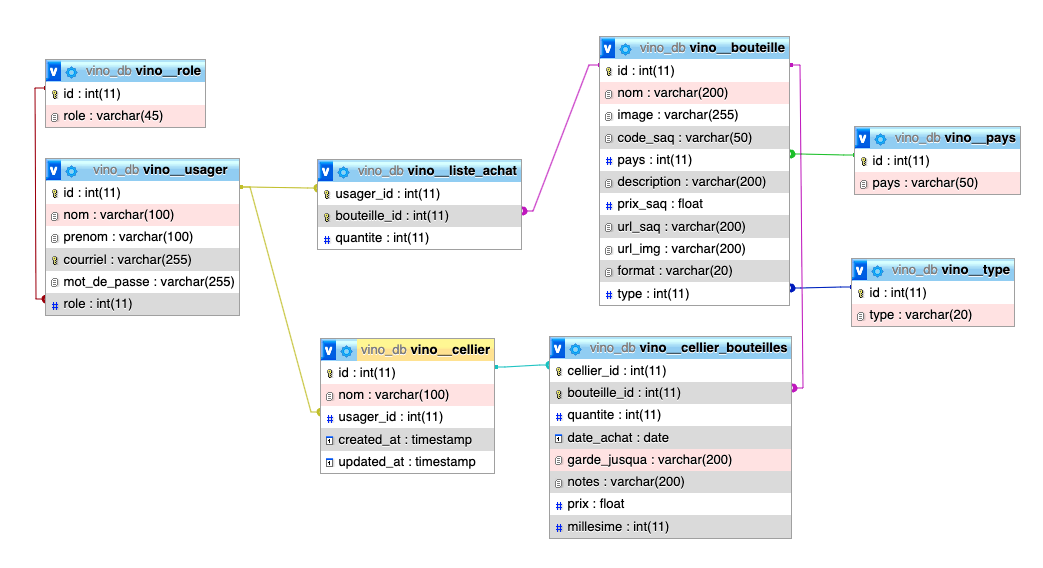 vino_db vino__role
id : int(11)
role : varchar(45)
vino_db vino__usager
id : int(11)
nom : varchar(100)
prenom : varchar(100)
courriel : varchar(255)
mot_de_passe : varchar(255)
role : int(11)
vino_db vino__liste_achat
usager_id : int(11)
bouteille_id : int(11)
quantite : int(11)
vino_db vino__bouteille
id : int(11)
nom : varchar(200)
image : varchar(255)
code_saq : varchar(50)
pays : int(11)
description : varchar(200)
prix_saq : float
url_saq : varchar(200)
url_img : varchar(200)
format : varchar(20)
type : int(11)
vino_db vino__pays
id : int(11)
pays : varchar(50)
vino_db vino__type
id : int(11)
type : varchar(20)
vino_db vino__cellier
id : int(11)
nom : varchar(100)
usager_id : int(11)
created_at : timestamp
updated_at : timestamp
vino_db vino__cellier_bouteilles
cellier_id : int(11)
bouteille_id : int(11)
quantite : int(11)
date_achat : date
garde_jusqua : varchar(200)
notes : varchar(200)
prix : float
millesime : int(11)